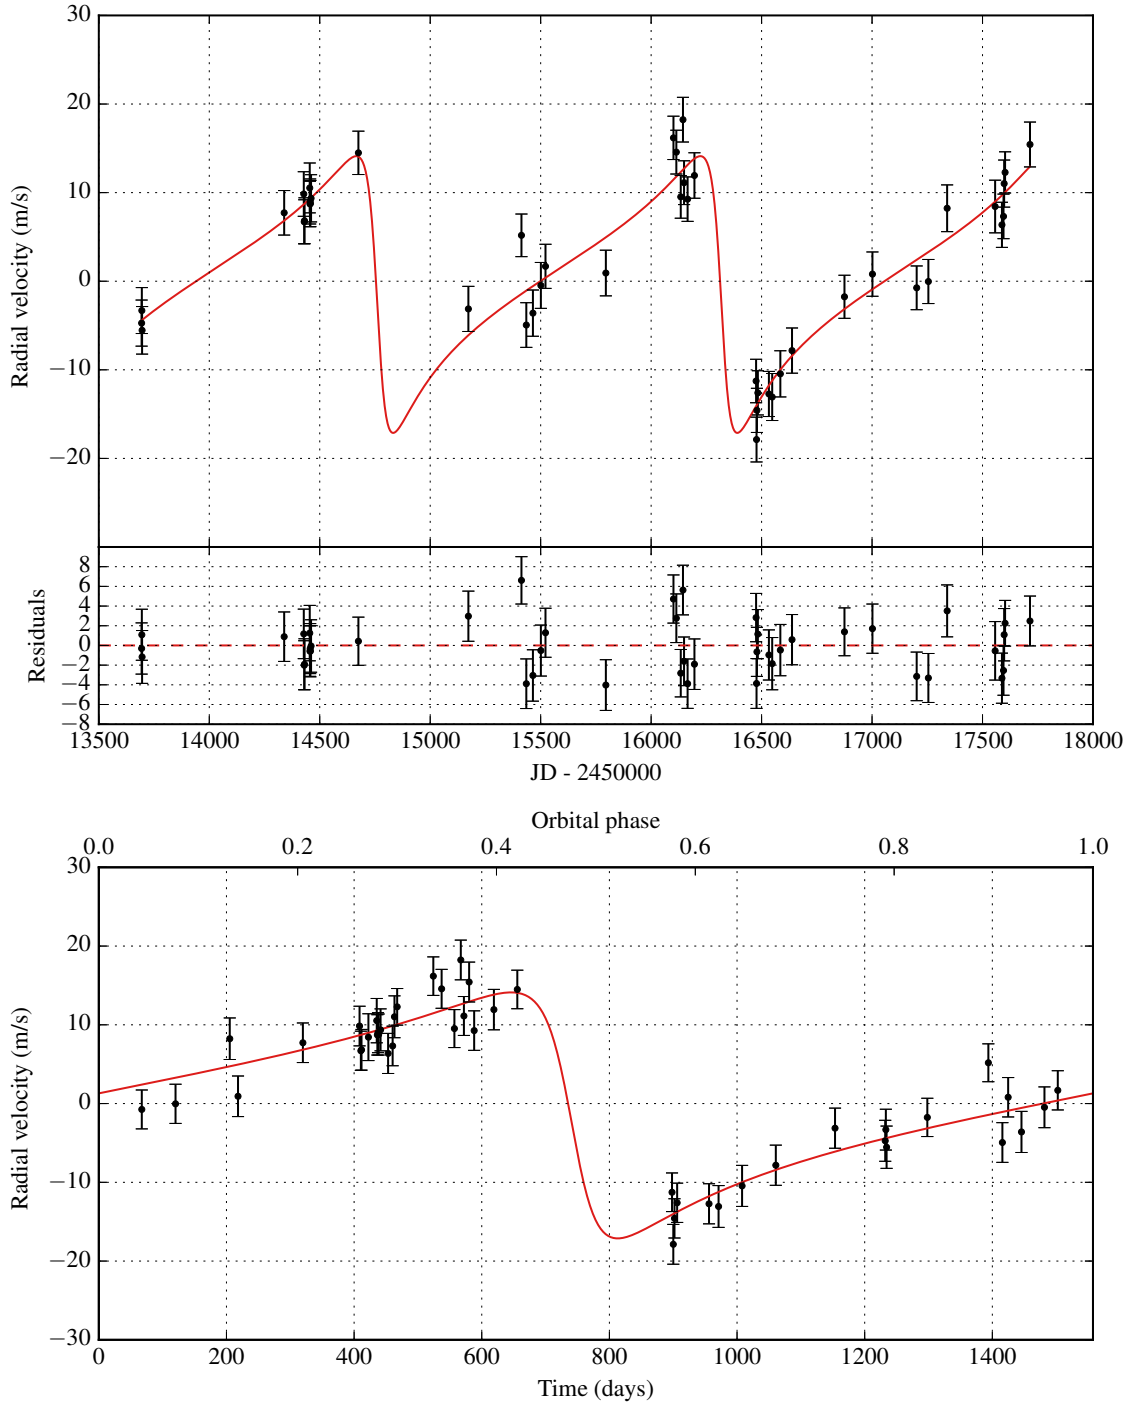 30
20
10
0
−10
−20
Radial velocity (m/s)
8
6
4
2
0
−2
−4
−6
−8
Residuals
13500 14000 14500 15000 15500 16000 16500 17000 17500 18000
JD - 2450000
Orbital phase
0.0 0.2 0.4 0.6 0.8 1.0
30
20
10
0
−10
−20
−30
Radial velocity (m/s)
0 200 400 600 800 1000 1200 1400
Time (days)